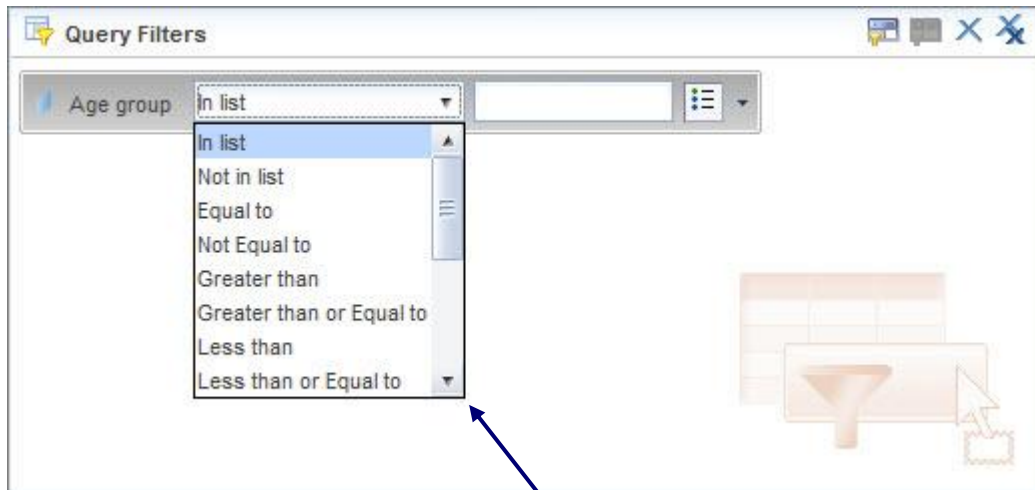 Query Filters
Age group In list
In list
Not in list
Equal to
Not Equal to
Greater than
Greater than or Equal to
Less than
Less than or Equal to